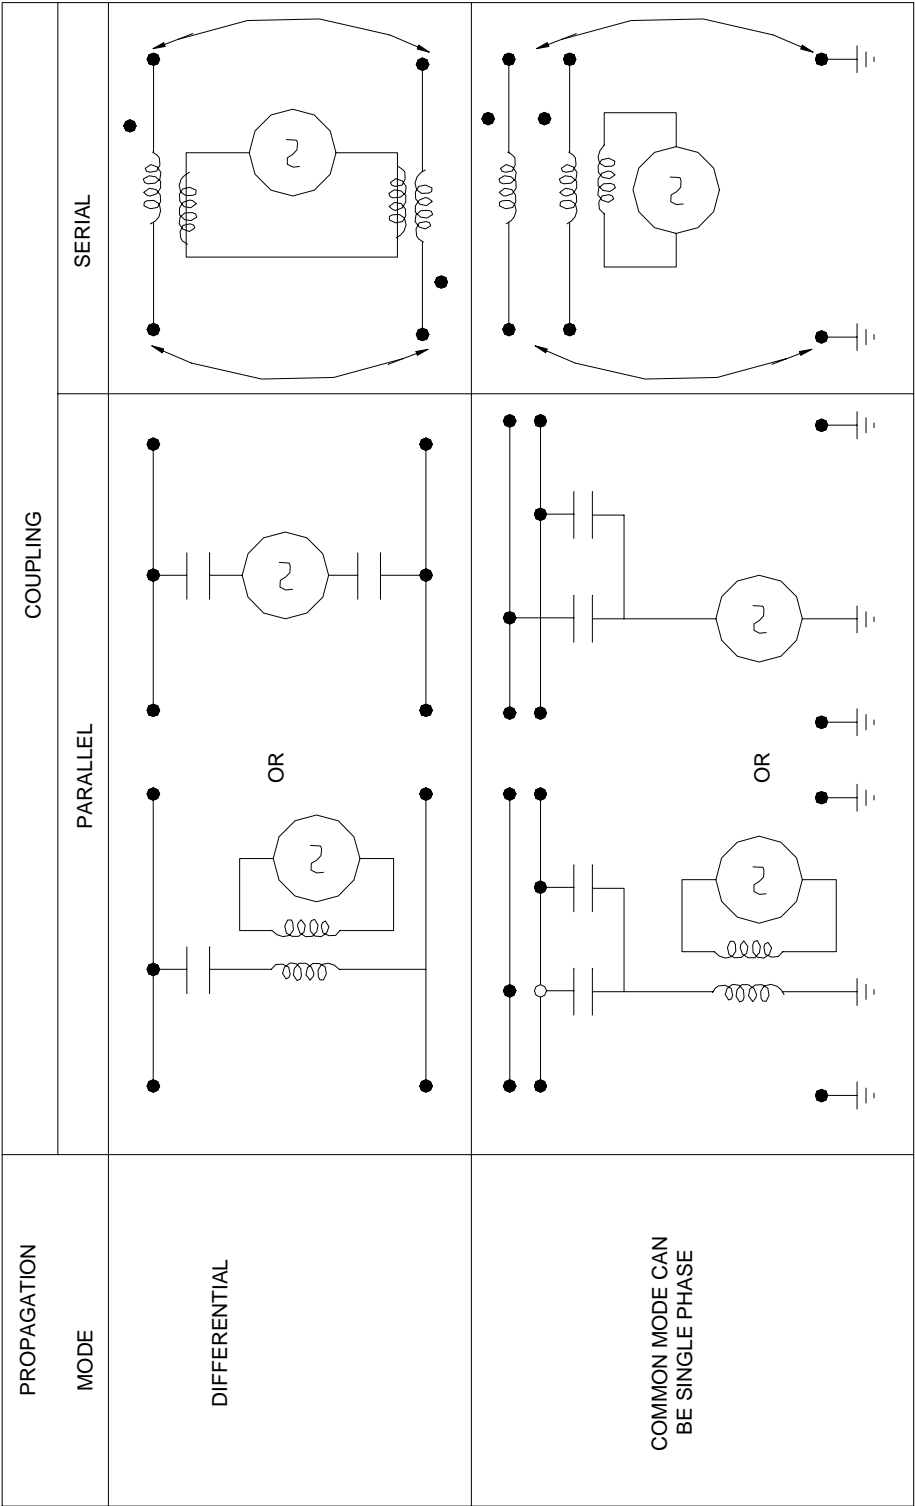 PROPAGATION
MODE
COUPLING
PARALLEL
SERIAL
DIFFERENTIAL
OR
COMMON MODE CAN
BE SINGLE PHASE
OR